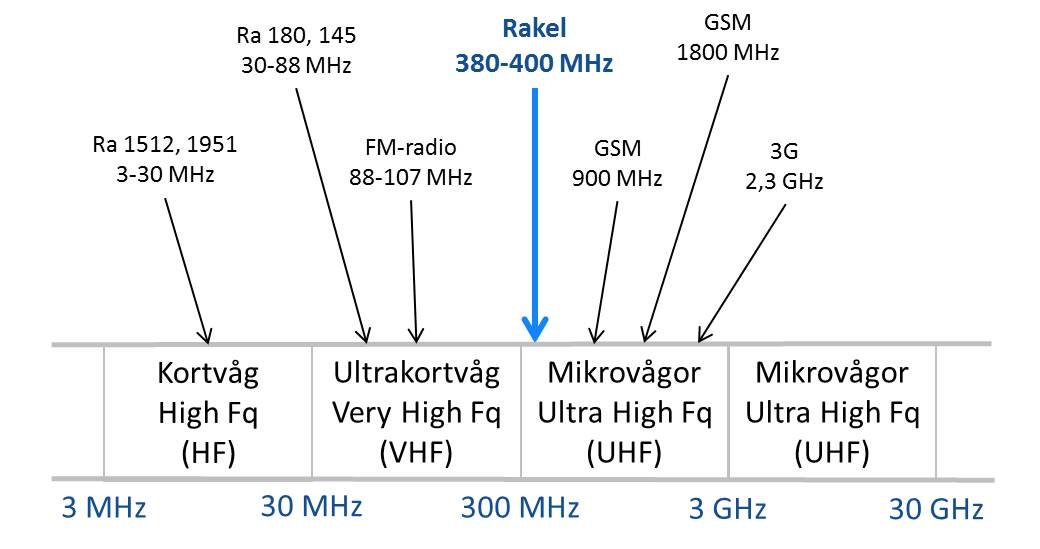 Ra 180, 145
30-88 MHz
Rakel
380-400 MHz
GSM
1800 MHz
Ra 1512, 1951
3-30 MHz
FM-radio
88-107 MHz
GSM
900 MHz
3G
2,3 GHz
Kortvåg
High Fq
(HF)
Ultrakortvåg
Very High Fq
(VHF)
Mikrovågor
Ultra High Fq
(UHF)
Mikrovågor
Ultra High Fq
(UHF)
3 MHz
30 MHz
300 MHz
3 GHz
30 GHz